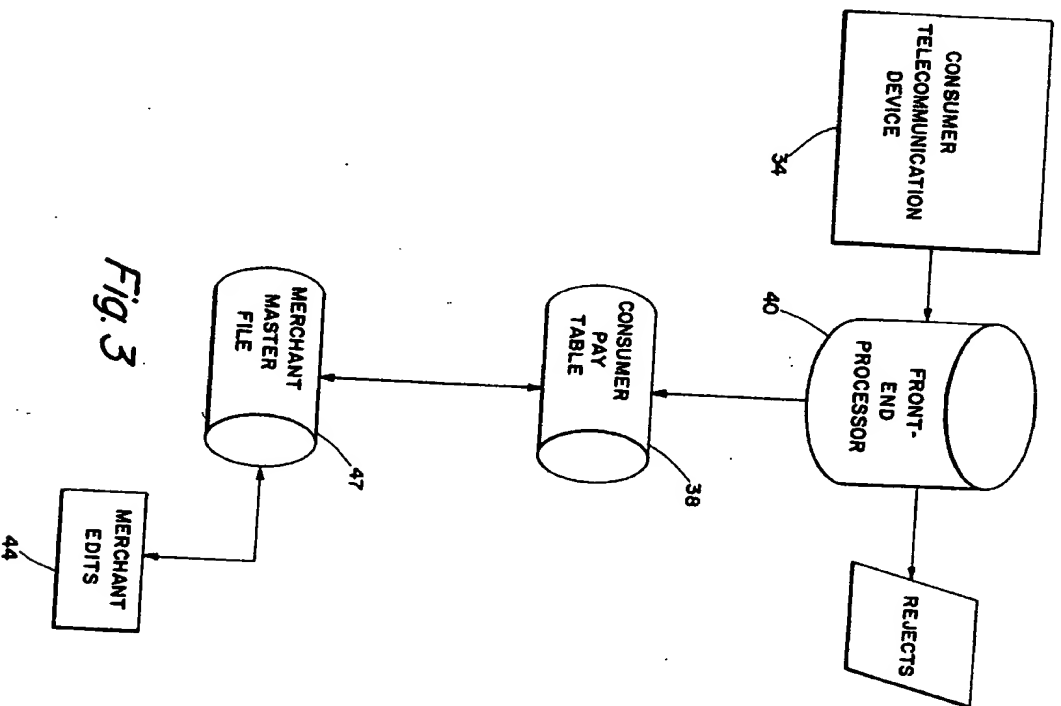 CONSUMER
TELECOMMUNICATION
DEVICE
34
40
FRONT-
END
PROCESSOR
REJECTS
CONSUMER
PAY
TABLE
38
MERCHANT
MASTER
FILE
47
MERCHANT
EDITS
44
Fig. 3